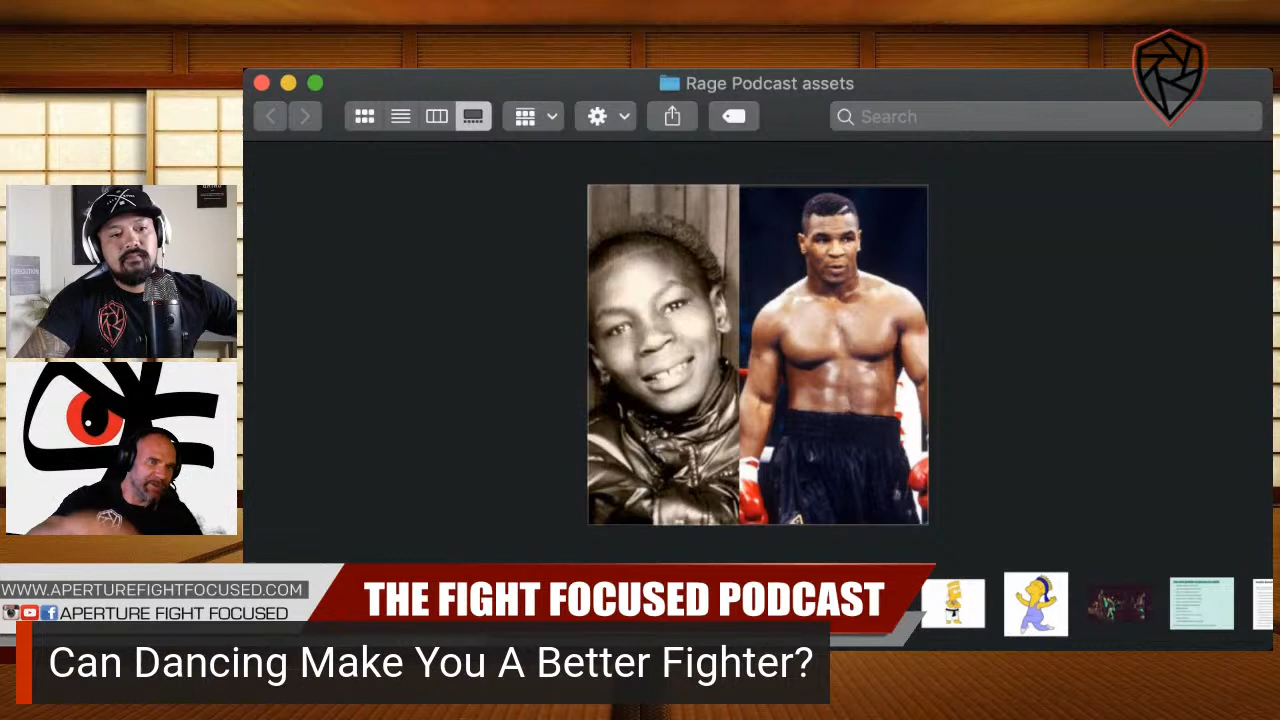 Rage Podcast assets
Search
EXECUTION
WWW.APERTUREFIGHTFOCUSED.COM
APERTURE FIGHT FOCUSED
THE FIGHT FOCUSED PODCAST
Can Dancing Make You A Better Fighter?